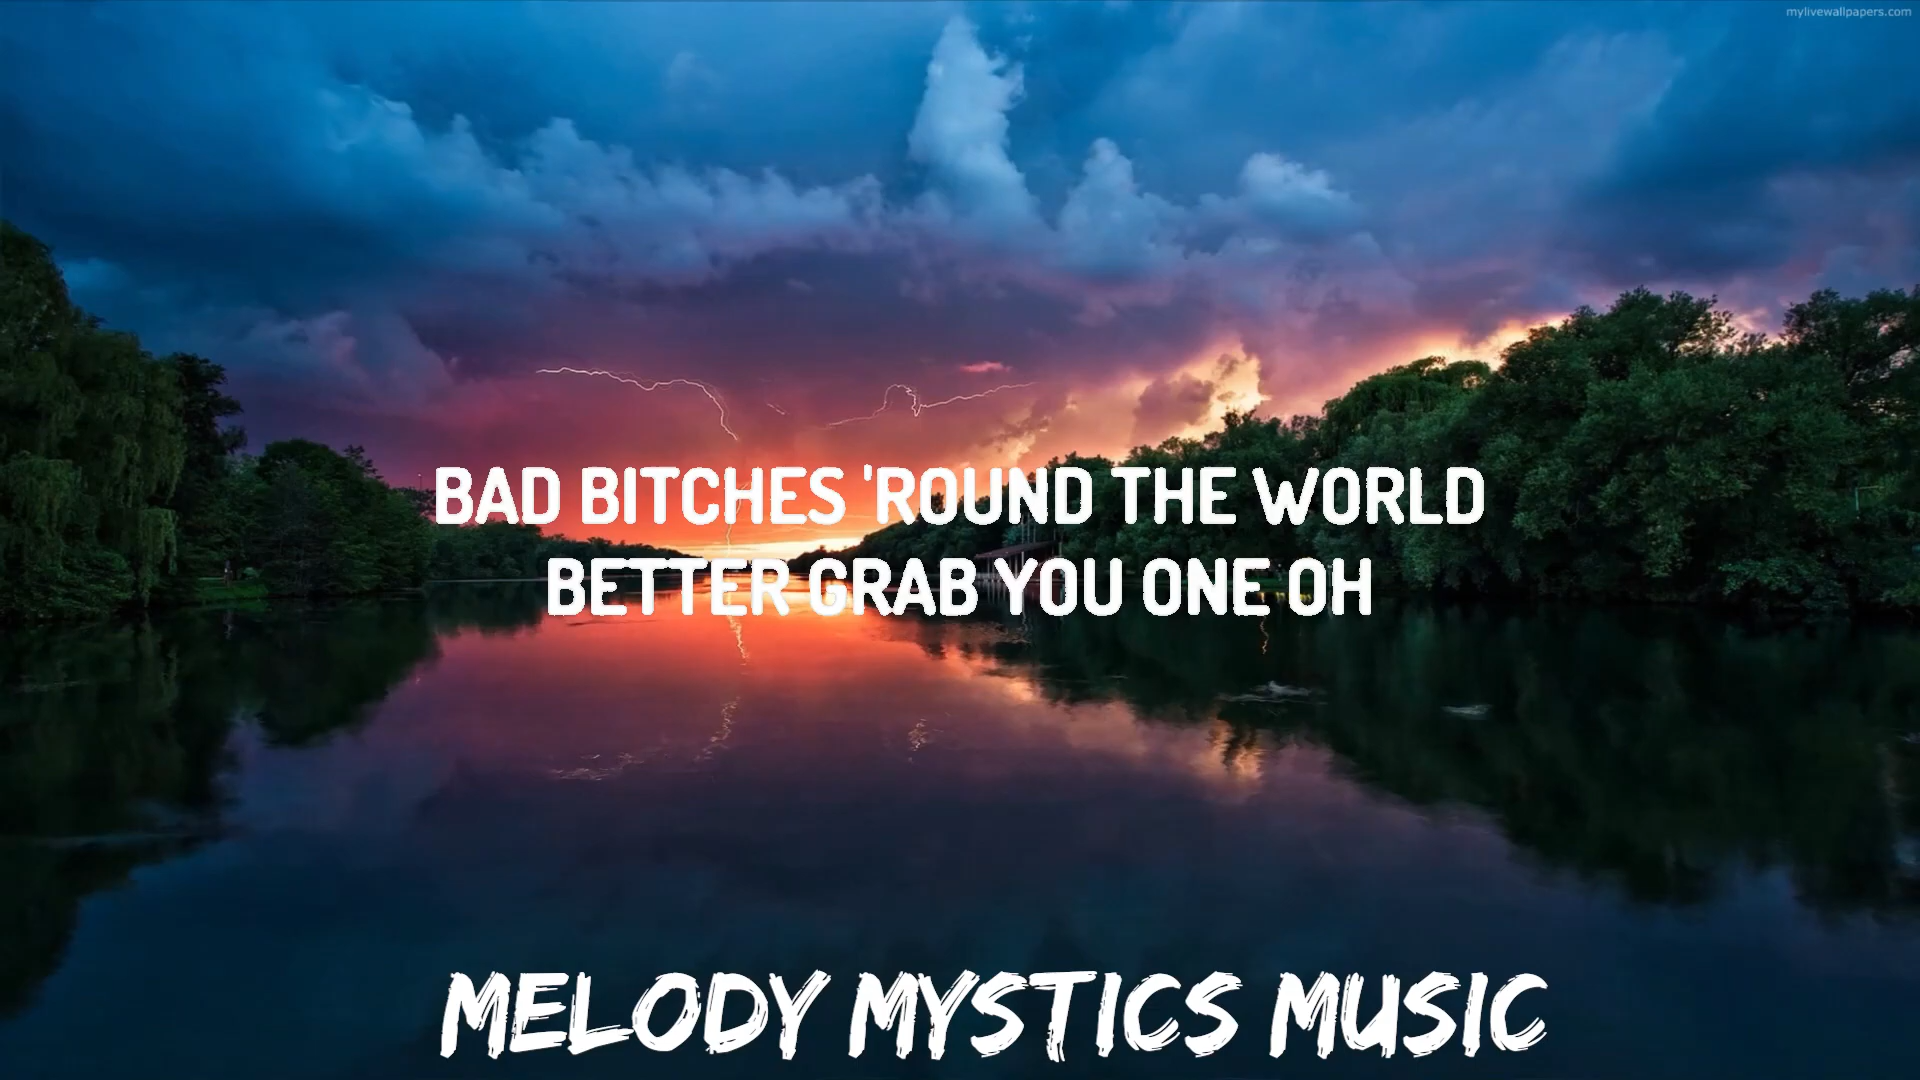 mylivewallpapers.com
BAD BITCHES 'ROUND THE WORLD
BETTER GRAB YOU ONE OH
MELODY MYSTICS MUSIC